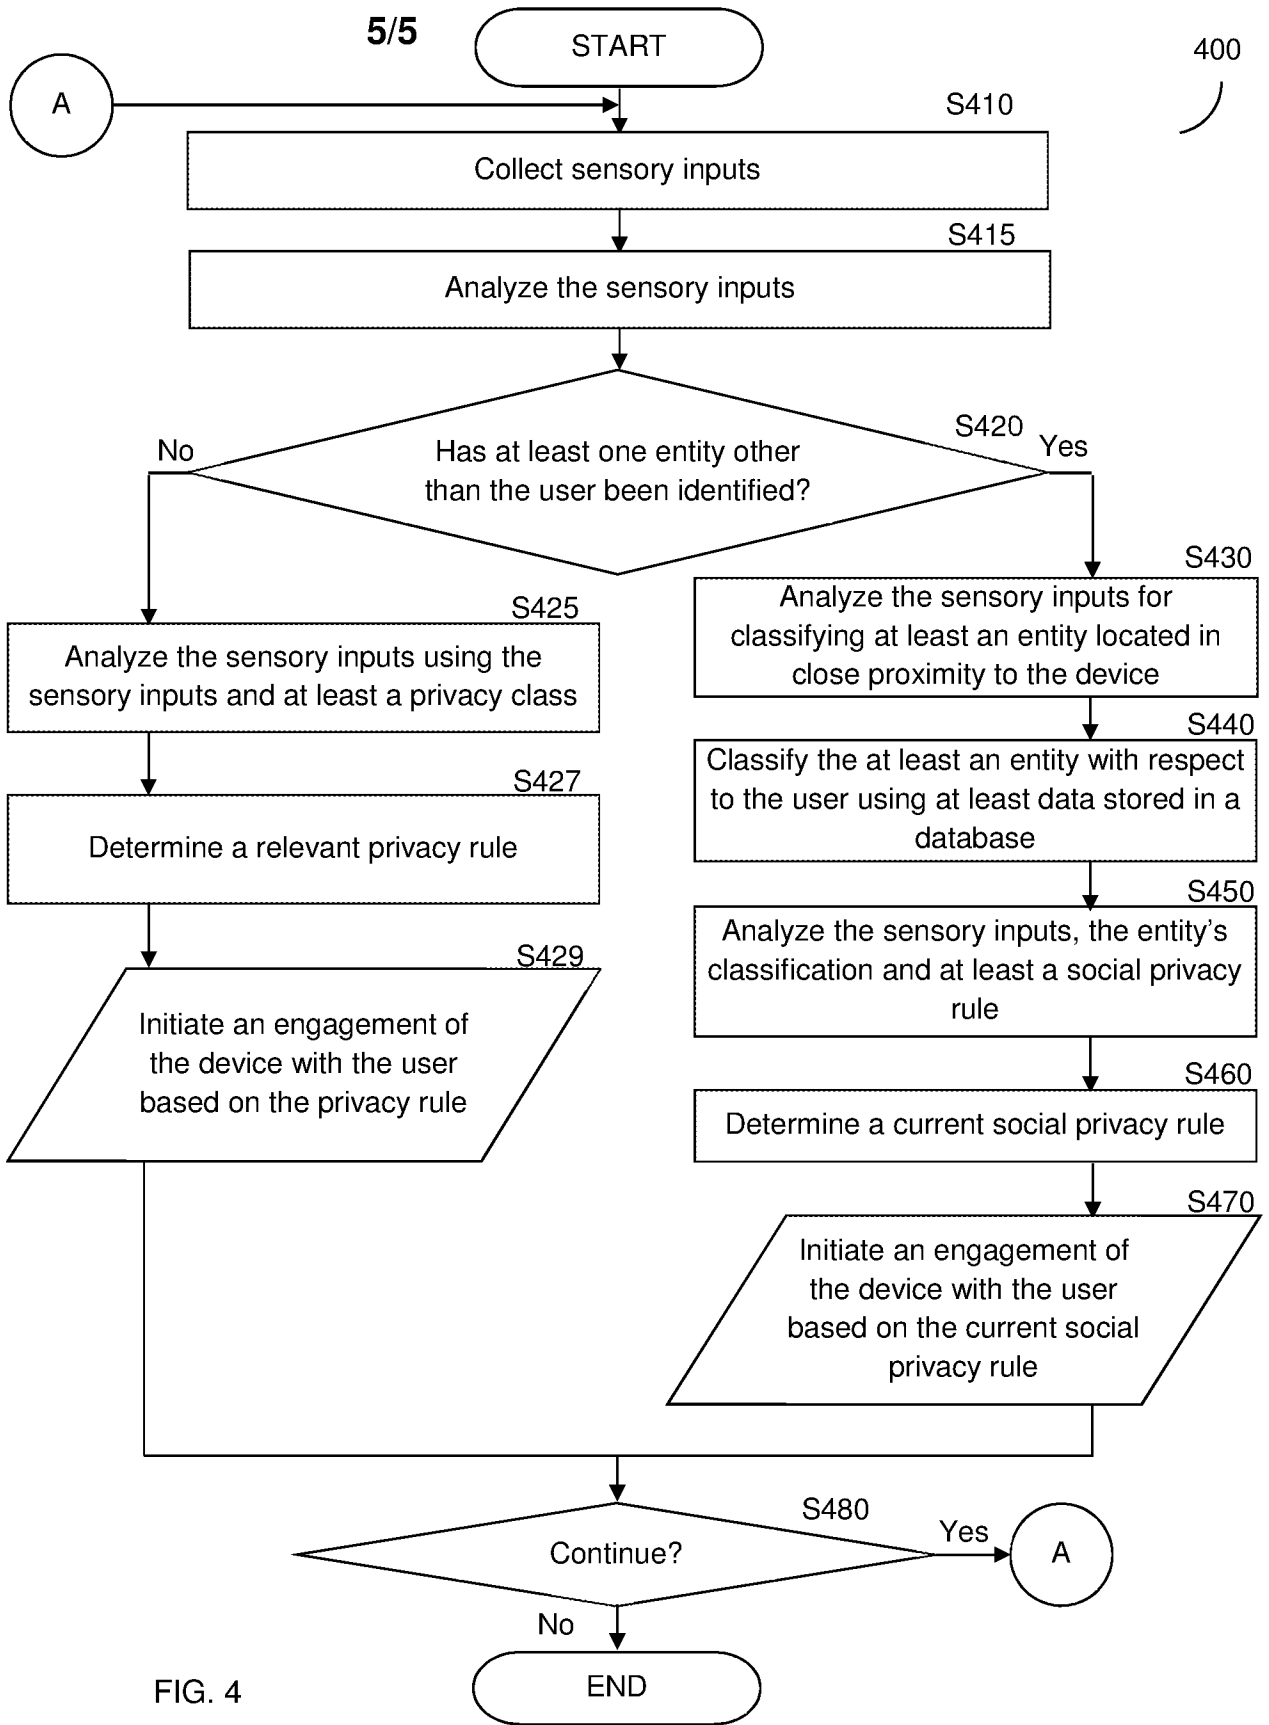 5/5
START
400
A
S410
Collect sensory inputs
S415
Analyze the sensory inputs
S420
No
Yes
Has at least one entity other
than the user been identified?
S430
Analyze the sensory inputs for
classifying at least an entity located in
close proximity to the device
S425
Analyze the sensory inputs using the
sensory inputs and at least a privacy class
S440
Classify the at least an entity with respect
to the user using at least data stored in a
database
S427
Determine a relevant privacy rule
S450
Analyze the sensory inputs, the entity's
classification and at least a social privacy
rule
S429
Initiate an engagement of
the device with the user
based on the privacy rule
S460
Determine a current social privacy rule
S470
Initiate an engagement of
the device with the user
based on the current social
privacy rule
S480
Continue?
Yes
A
No
END
FIG. 4